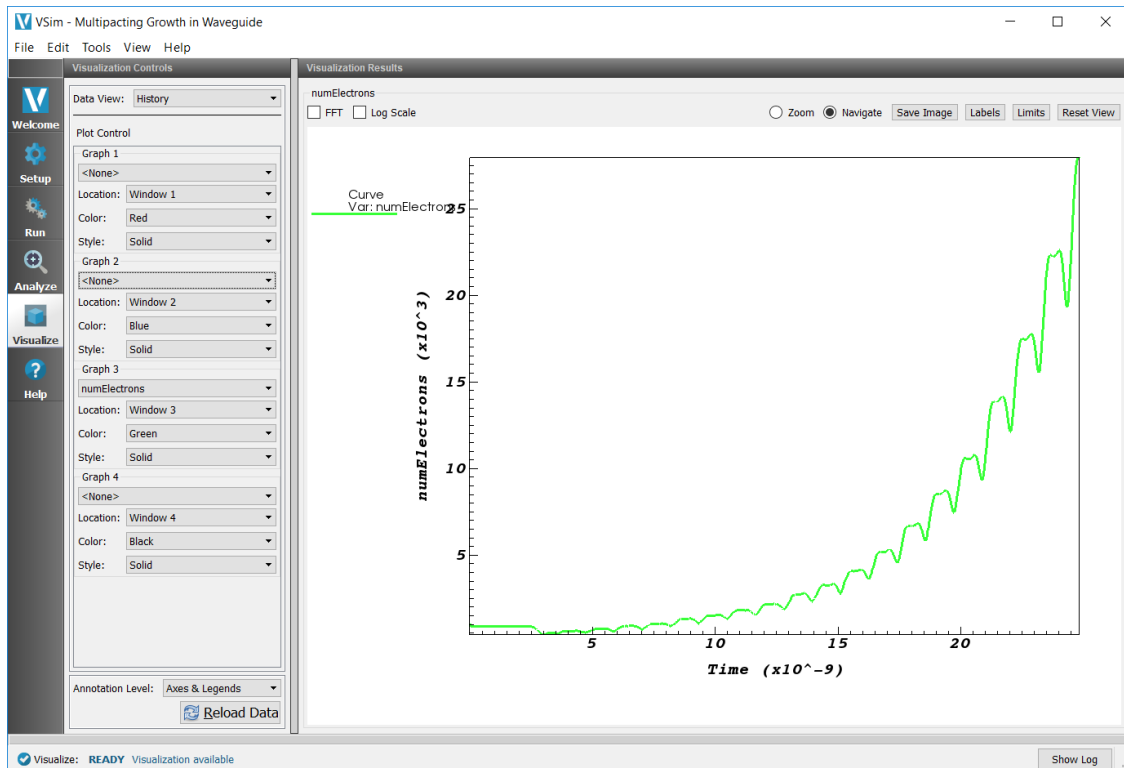 VSim - Multipacting Growth in Waveguide
File Edit Tools View Help
Welcome
Setup
Run
Analyze
Visualize
Help
Visualization Controls
Data View: History
Plot Control
Graph 1
<None>
Location: Window 1
Color: Red
Style: Solid
Graph 2
<None>
Location: Window 2
Color: Blue
Style: Solid
Graph 3
numElectrons
Location: Window 3
Color: Green
Style: Solid
Graph 4
<None>
Location: Window 4
Color: Black
Style: Solid
Annotation Level: Axes & Legends
Reload Data
Visualization Results
numElectrons
FFT Log Scale Zoom Navigate Save Image Labels Limits Reset View
Curve
Var: numElectrons
25
20
15
10
5
numElectrons (x10^3)
5 10 15 20
Time (x10^-9)
Visualize: READY Visualization available Show Log